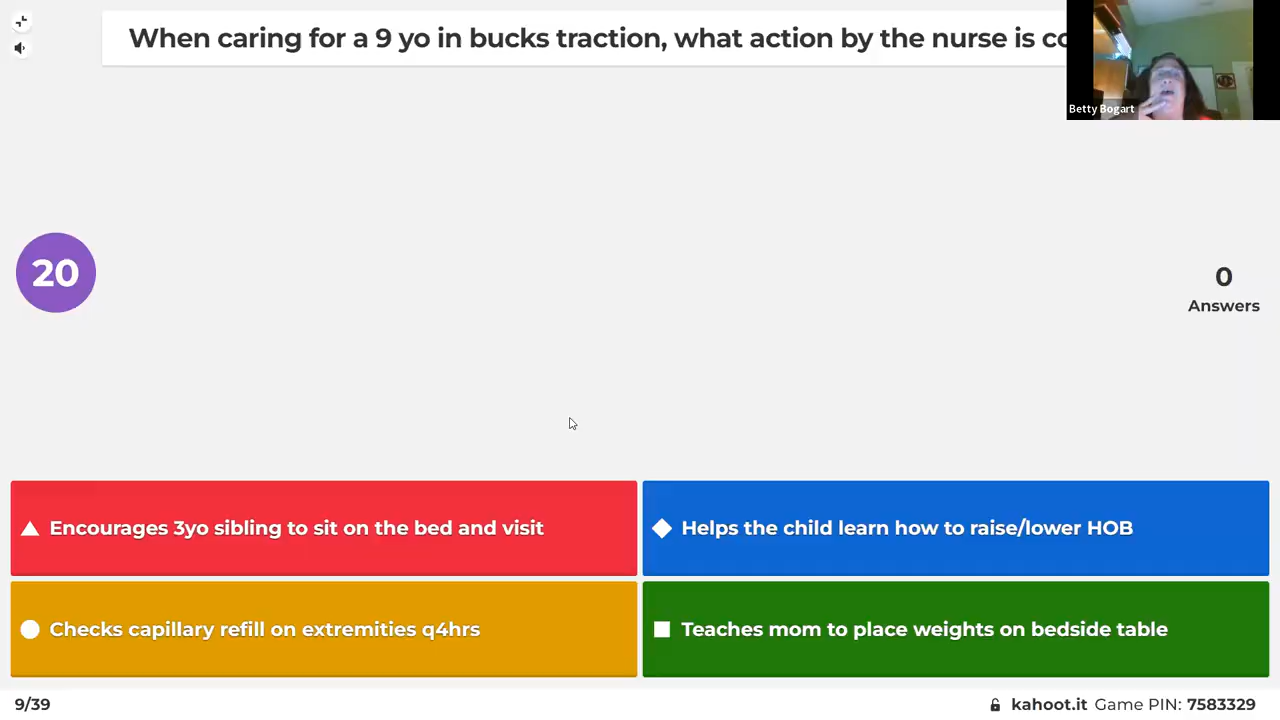 When caring for a 9 yo in bucks traction, what action by the nurse is
Betty Bogart
20
0
Answers
Encourages 3yo sibling to sit on the bed and visit
Helps the child learn how to raise/lower HOB
Checks capillary refill on extremities q4hrs
Teaches mom to place weights on bedside table
9/39
kahoot.it Game PIN: 7583329